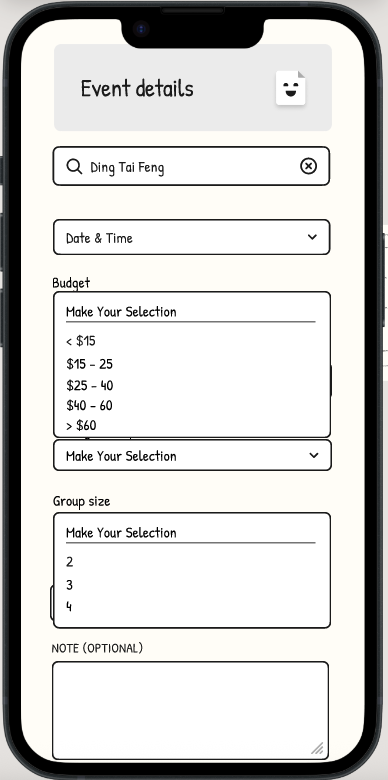 Event details
Ding Tai Feng
Date & Time
Budget
Make Your Selection
< $15
$15 - 25
$25 - 40
$40 - 60
> $60
Make Your Selection
Group size
Make Your Selection
2
3
4
NOTE (OPTIONAL)